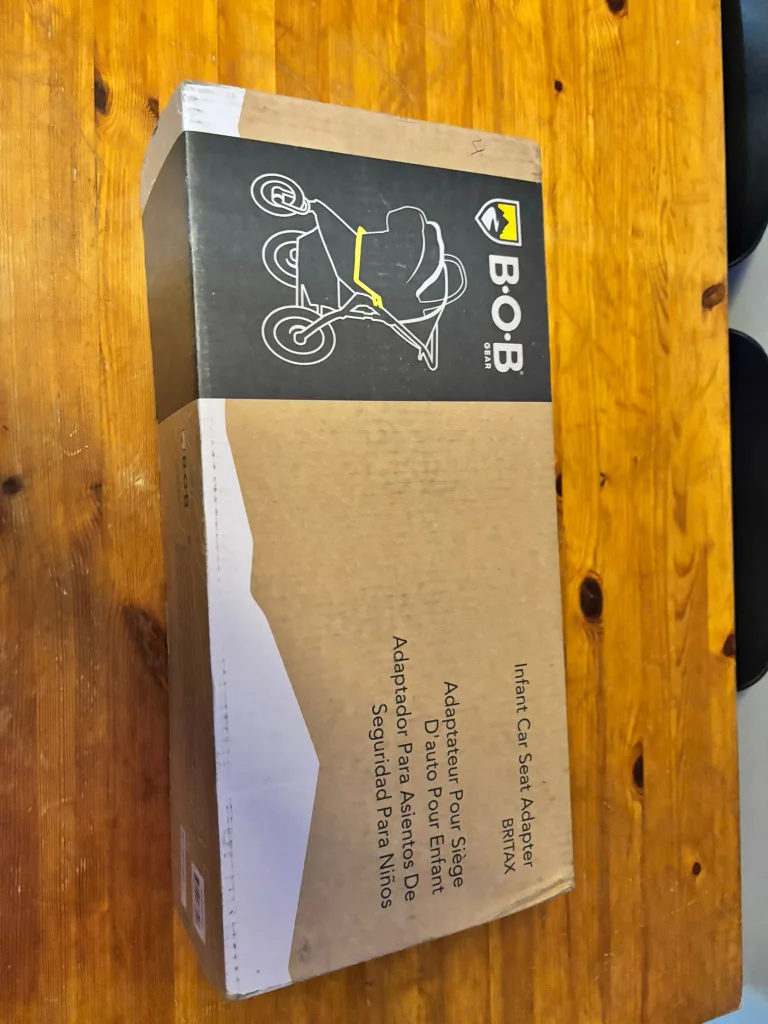 B·O·B®
GEAR
Infant Car Seat Adapter
BRITAX
Adaptateur Pour Siège
D'auto Pour Enfant
Adaptador Para Asientos De
Seguridad Para Niños
4
B·O·B